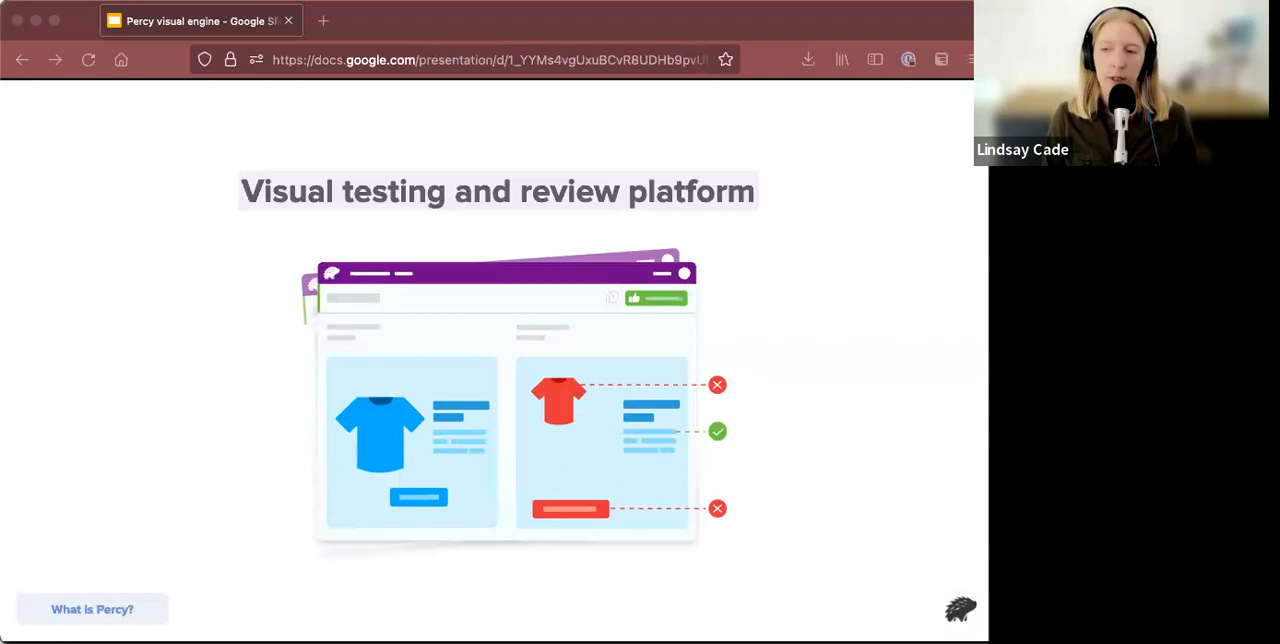 Percy visual engine - Google Sli
https://docs.google.com/presentation/d/1_YYMs4vgUxuBCvR8UDHb9pvU
Lindsay Cade
Visual testing and review platform
What is Percy?